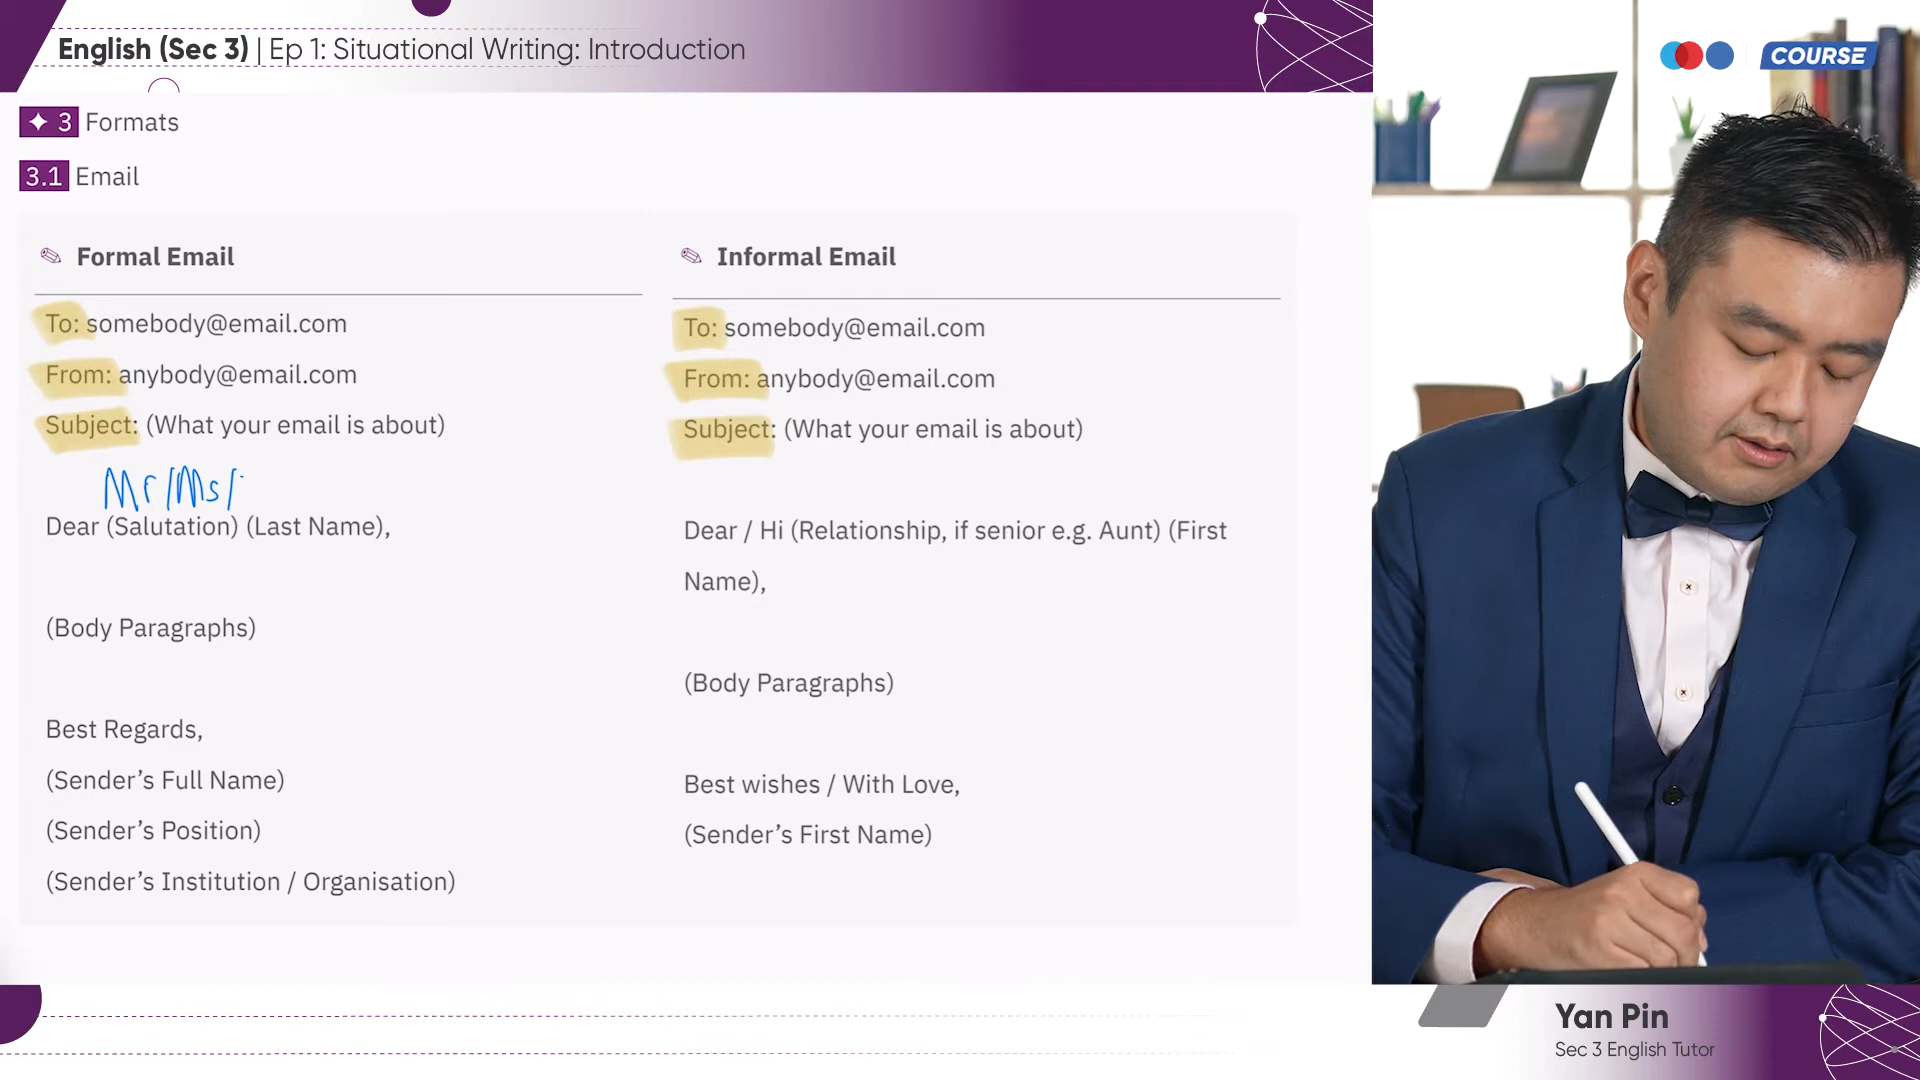 English (Sec 3) | Ep 1: Situational Writing: Introduction
COURSE
3 Formats
3.1 Email
Formal Email
To: somebody@email.com
From: anybody@email.com
Subject: (What your email is about)
Mr/Ms/
Dear (Salutation) (Last Name),
(Body Paragraphs)
Best Regards,
(Sender’s Full Name)
(Sender’s Position)
(Sender’s Institution / Organisation)
Informal Email
To: somebody@email.com
From: anybody@email.com
Subject: (What your email is about)
Dear / Hi (Relationship, if senior e.g. Aunt) (First
Name),
(Body Paragraphs)
Best wishes / With Love,
(Sender’s First Name)
Yan Pin
Sec 3 English Tutor